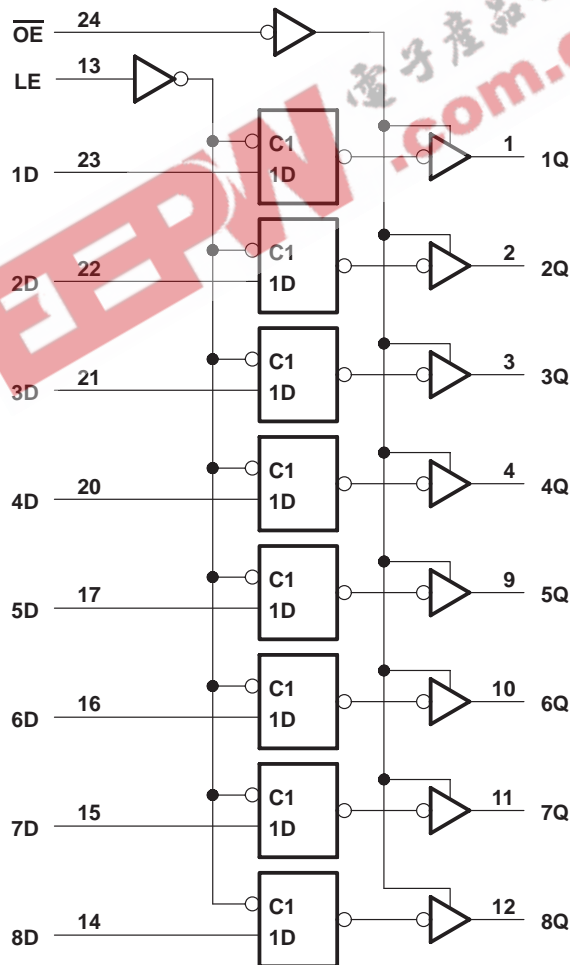 OE 24
LE 13
電子產品
.com.c
EEPW
1D 23 C1 1D 1 1Q
2D 22 C1 1D 2 2Q
3D 21 C1 1D 3 3Q
4D 20 C1 1D 4 4Q
5D 17 C1 1D 9 5Q
6D 16 C1 1D 10 6Q
7D 15 C1 1D 11 7Q
8D 14 C1 1D 12 8Q